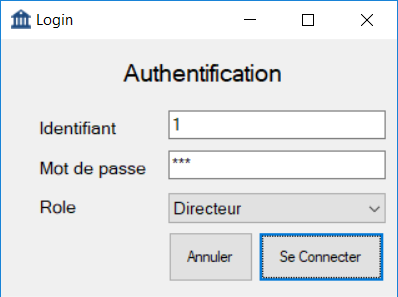 Login
Authentification
Identifiant 1
Mot de passe ***
Role Directeur
Annuler Se Connecter